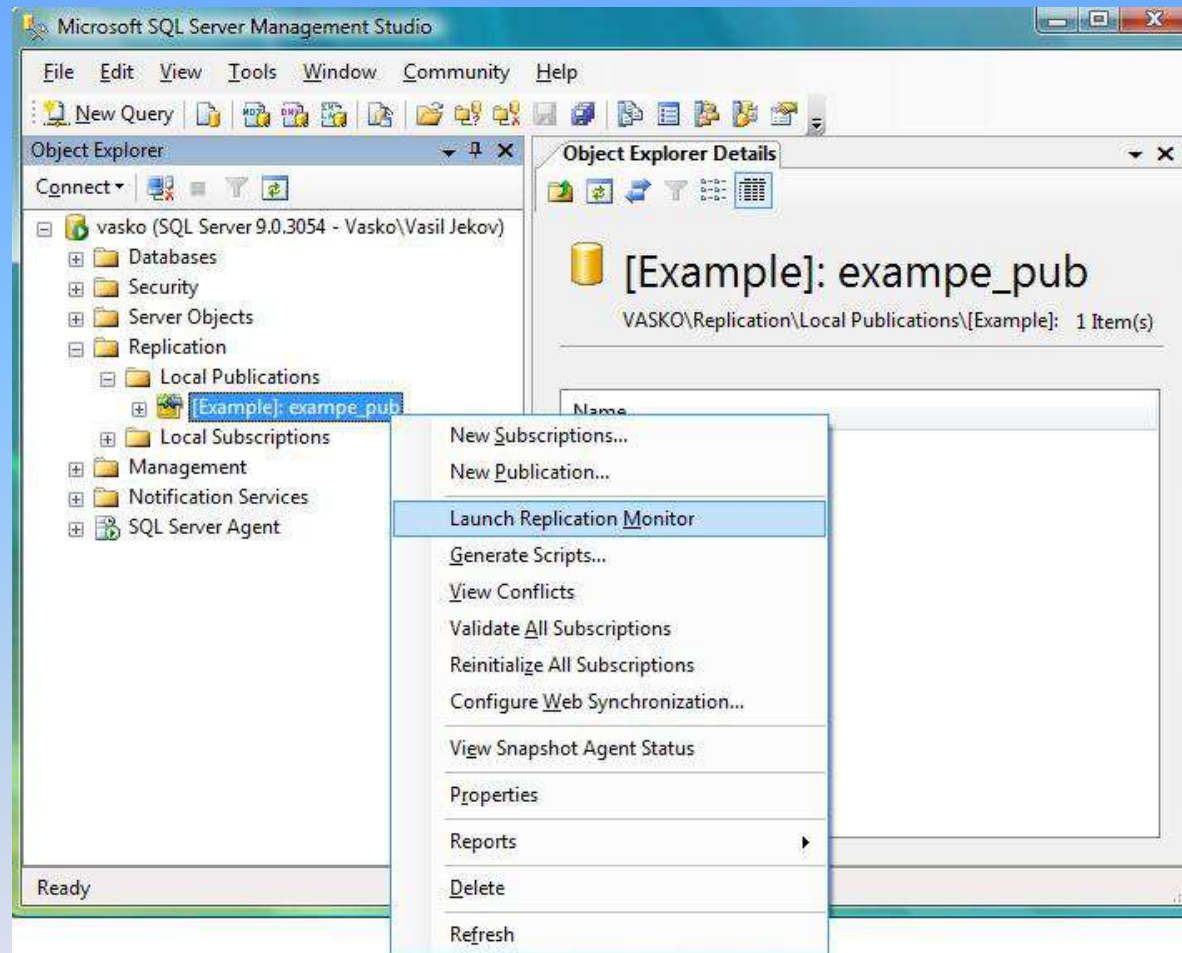 Microsoft SQL Server Management Studio
File Edit View Tools Window Community Help
New Query
Object Explorer
Connect
vasko (SQL Server 9.0.3054 - Vasko\Vasil Jekov)
Databases
Security
Server Objects
Replication
Local Publications
[Example]: exampe_pub
Local Subscriptions
Management
Notification Services
SQL Server Agent
Object Explorer Details
[Example]: exampe_pub
VASKO\Replication\Local Publications\[Example]: 1 Item(s)
Name
New Subscriptions...
New Publication...
Launch Replication Monitor
Generate Scripts...
View Conflicts
Validate All Subscriptions
Reinitialize All Subscriptions
Configure Web Synchronization...
View Snapshot Agent Status
Properties
Reports
Delete
Refresh
Ready